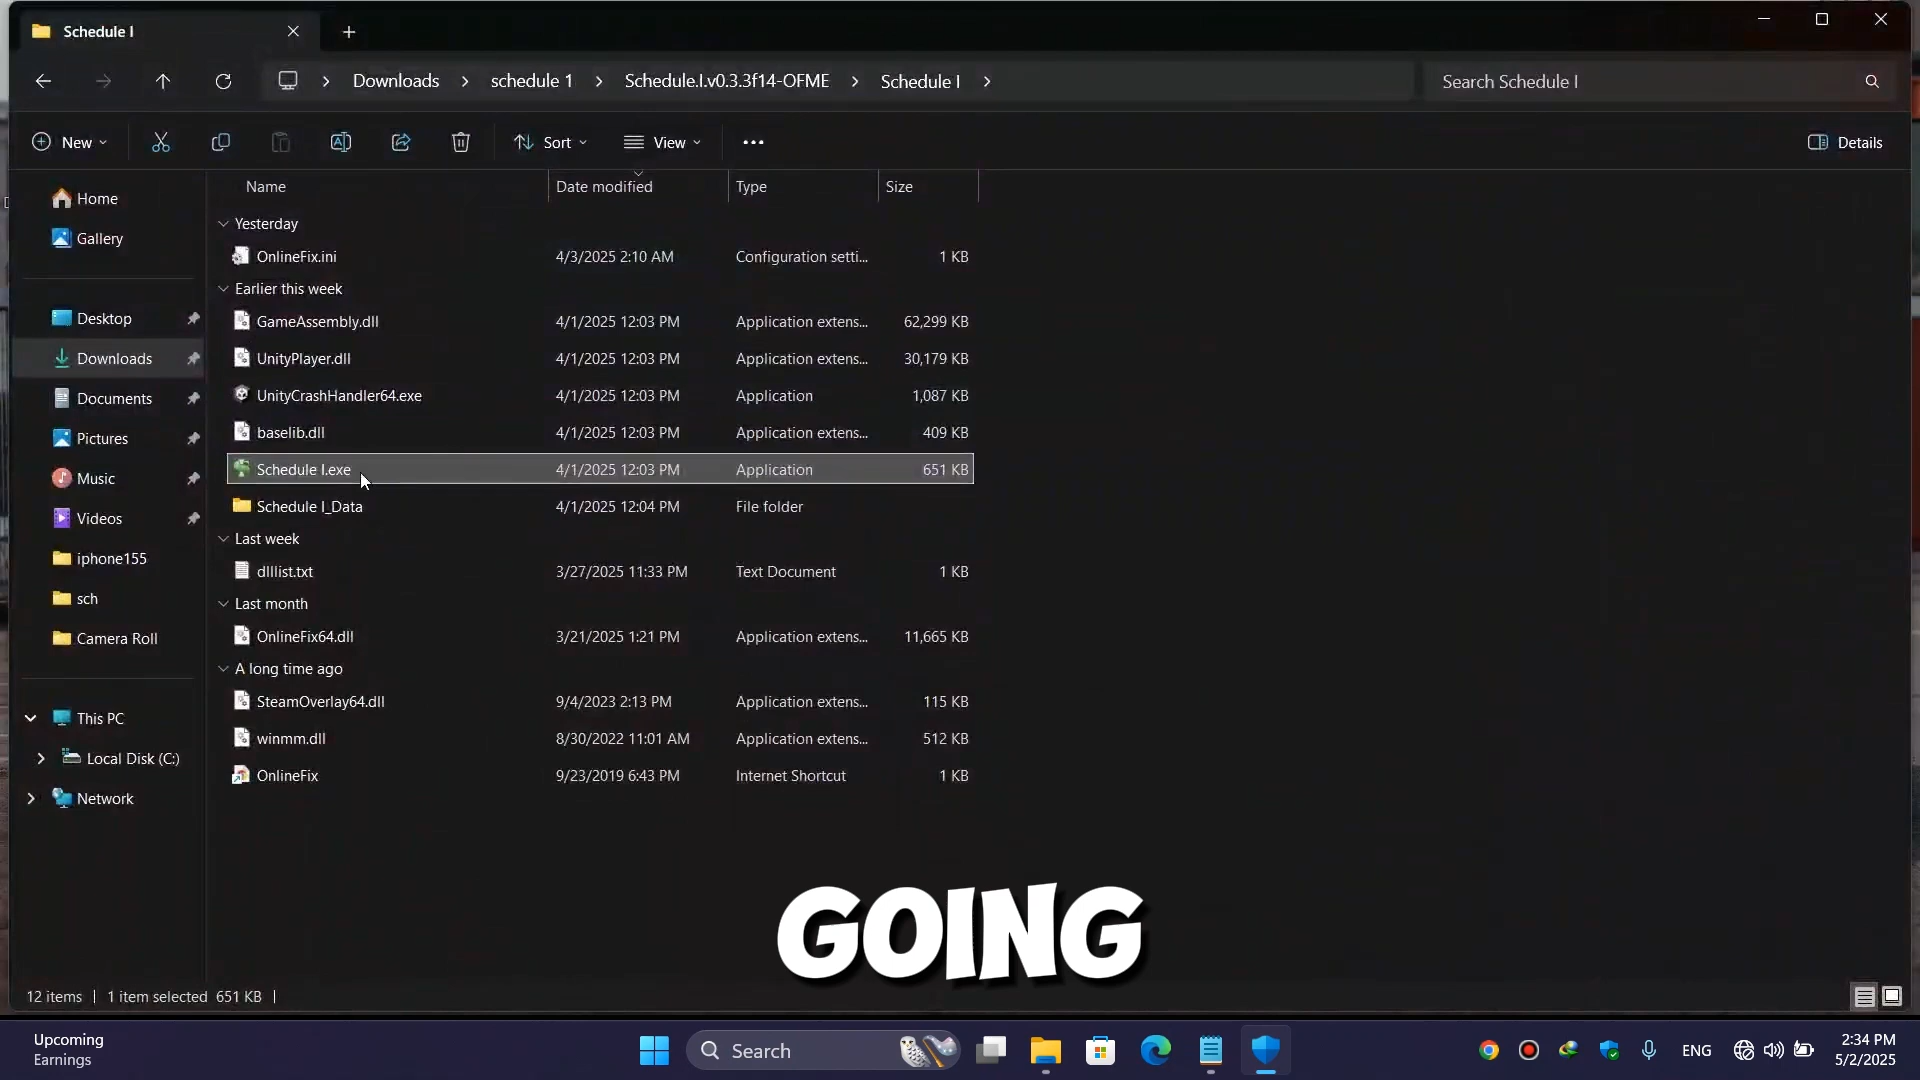 Schedule I
Downloads
schedule 1
Schedule.I.v0.3.3f14-OFME
Schedule I
Search Schedule I
New
Sort
View
Details
Name
Date modified
Type
Size
Home
Gallery
Desktop
Downloads
Documents
Pictures
Music
Videos
iphone155
sch
Camera Roll
This PC
Local Disk (C:)
Network
Yesterday
OnlineFix.ini 4/3/2025 2:10 AM Configuration setti... 1 KB
Earlier this week
GameAssembly.dll 4/1/2025 12:03 PM Application extens... 62,299 KB
UnityPlayer.dll 4/1/2025 12:03 PM Application extens... 30,179 KB
UnityCrashHandler64.exe 4/1/2025 12:03 PM Application 1,087 KB
baselib.dll 4/1/2025 12:03 PM Application extens... 409 KB
Schedule I.exe 4/1/2025 12:03 PM Application 651 KB
Schedule I_Data 4/1/2025 12:04 PM File folder
Last week
dlllist.txt 3/27/2025 11:33 PM Text Document 1 KB
Last month
OnlineFix64.dll 3/21/2025 1:21 PM Application extens... 11,665 KB
A long time ago
SteamOverlay64.dll 9/4/2023 2:13 PM Application extens... 115 KB
winmm.dll 8/30/2022 11:01 AM Application extens... 512 KB
OnlineFix 9/23/2019 6:43 PM Internet Shortcut 1 KB
GOING
12 items
1 item selected 651 KB
Upcoming
Earnings
Search
ENG
2:34 PM
5/2/2025